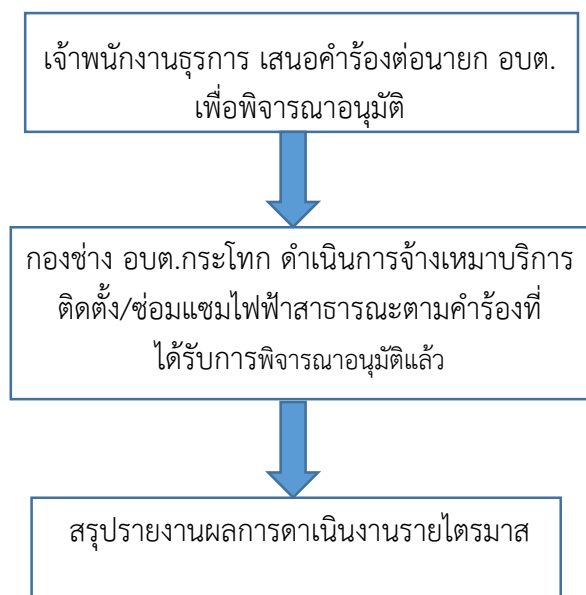 เจ้าพนักงานธุรการ เสนอคำร้องต่อนายก อบต.
เพื่อพิจารณาอนุมัติ
กองช่าง อบต.กระโทก ดำเนินการจ้างเหมาบริการ
ติดตั้ง/ซ่อมแซมไฟฟ้าสาธารณะตามคำร้องที่
ได้รับการพิจารณาอนุมัติแล้ว
สรุปรายงานผลการดาเนินงานรายไตรมาส